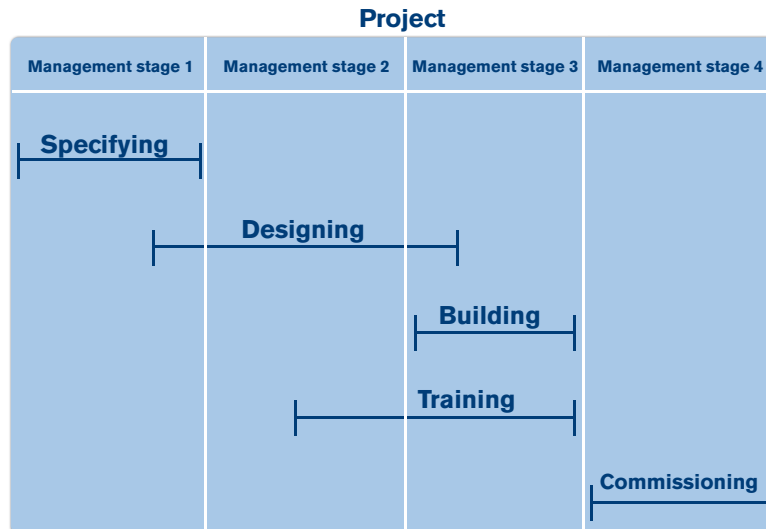 Project
Management stage 1 Management stage 2 Management stage 3 Management stage 4
Specifying
Designing
Building
Training
Commissioning